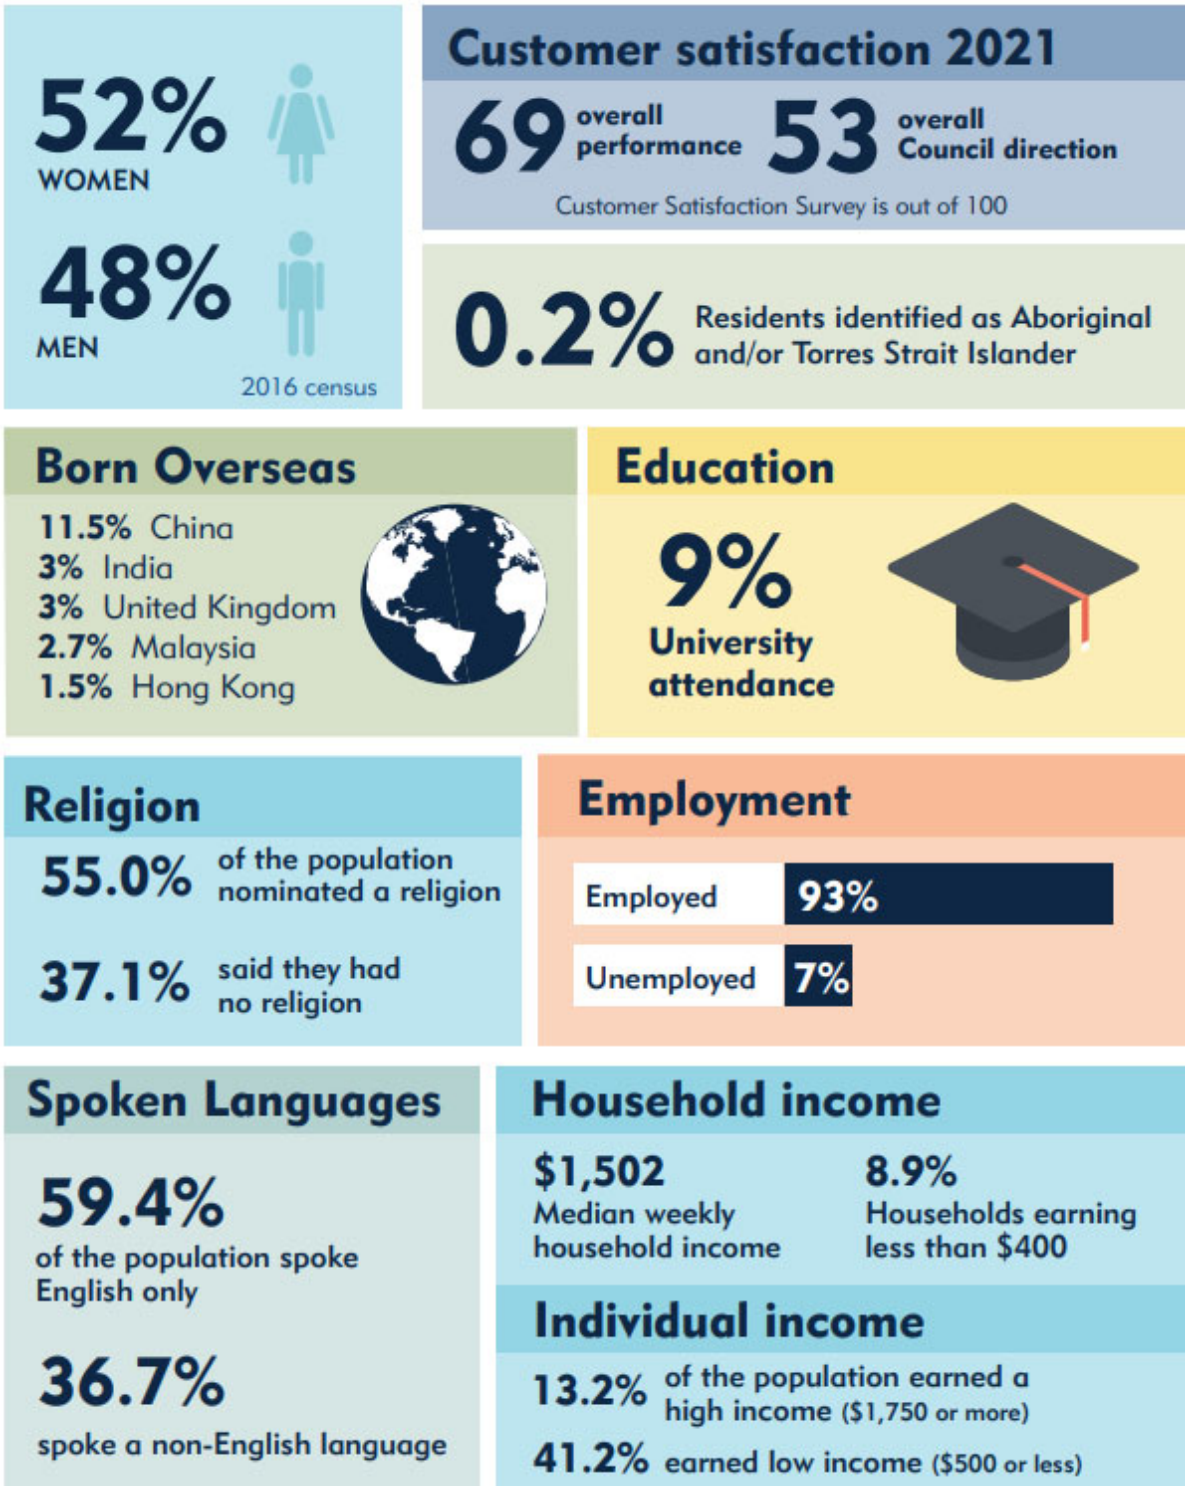 52%
WOMEN
48%
MEN
2016 census
Customer satisfaction 2021
69 overall performance
53 overall Council direction
Customer Satisfaction Survey is out of 100
0.2% Residents identified as Aboriginal
and/or Torres Strait Islander
Born Overseas
11.5% China
3% India
3% United Kingdom
2.7% Malaysia
1.5% Hong Kong
Education
9%
University
attendance
Religion
55.0% of the population
nominated a religion
37.1% said they had
no religion
Employment
Employed 93%
Unemployed 7%
Spoken Languages
59.4%
of the population spoke
English only
36.7%
spoke a non-English language
Household income
$1,502
Median weekly
household income
8.9%
Households earning
less than $400
Individual income
13.2% of the population earned a
high income ($1,750 or more)
41.2% earned low income ($500 or less)